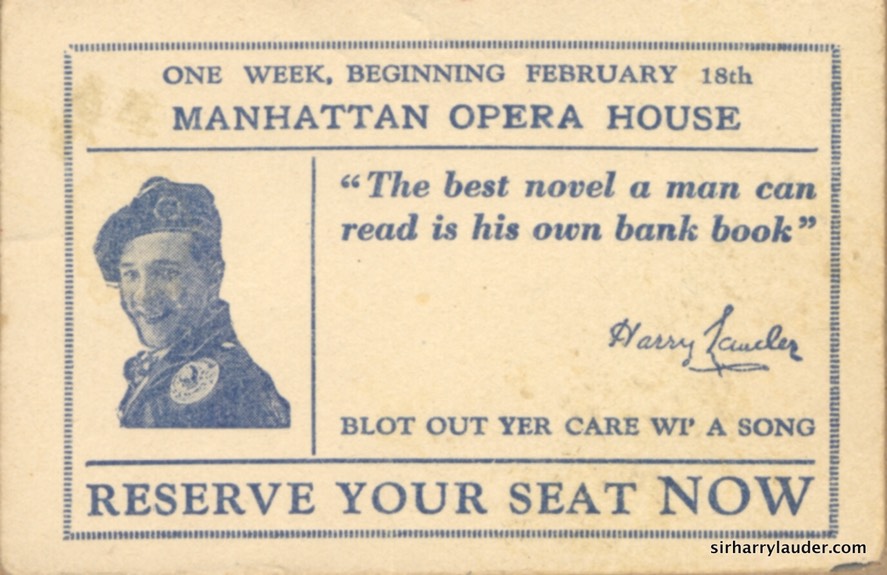 ONE WEEK, BEGINNING FEBRUARY 18th
MANHATTAN OPERA HOUSE
"The best novel a man can
read is his own bank book"
Harry Lauder
BLOT OUT YER CARE WI' A SONG
RESERVE YOUR SEAT NOW
sirharrylauder.com